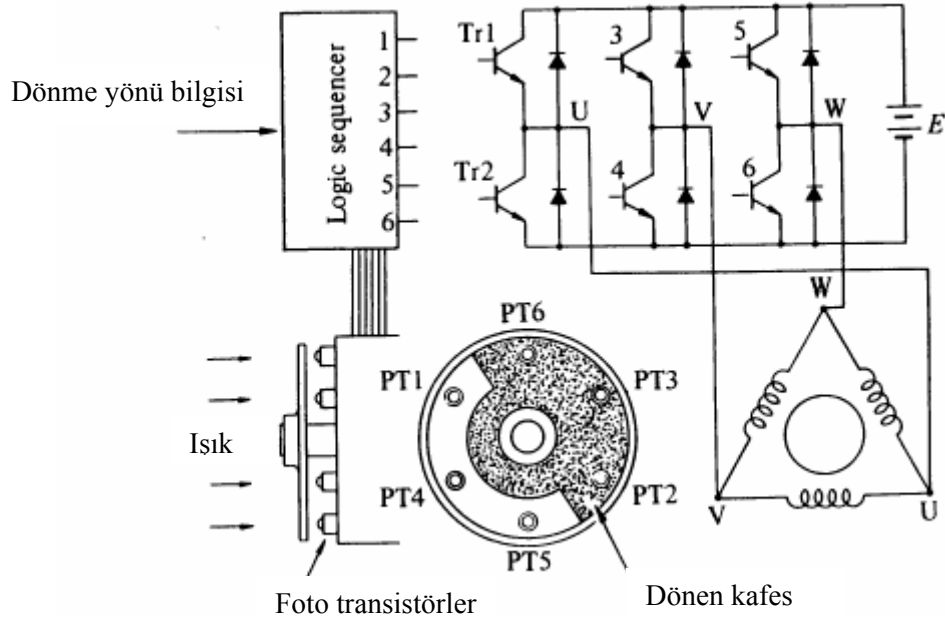 Dönme yönü bilgisi
Logic sequencer
1
2
3
4
5
6
Tr1
3
5
U
V
W
E
Tr2
4
6
W
V
U
PT6
PT1
PT3
PT4
PT2
PT5
Işık
Foto transistörler
Dönen kafes